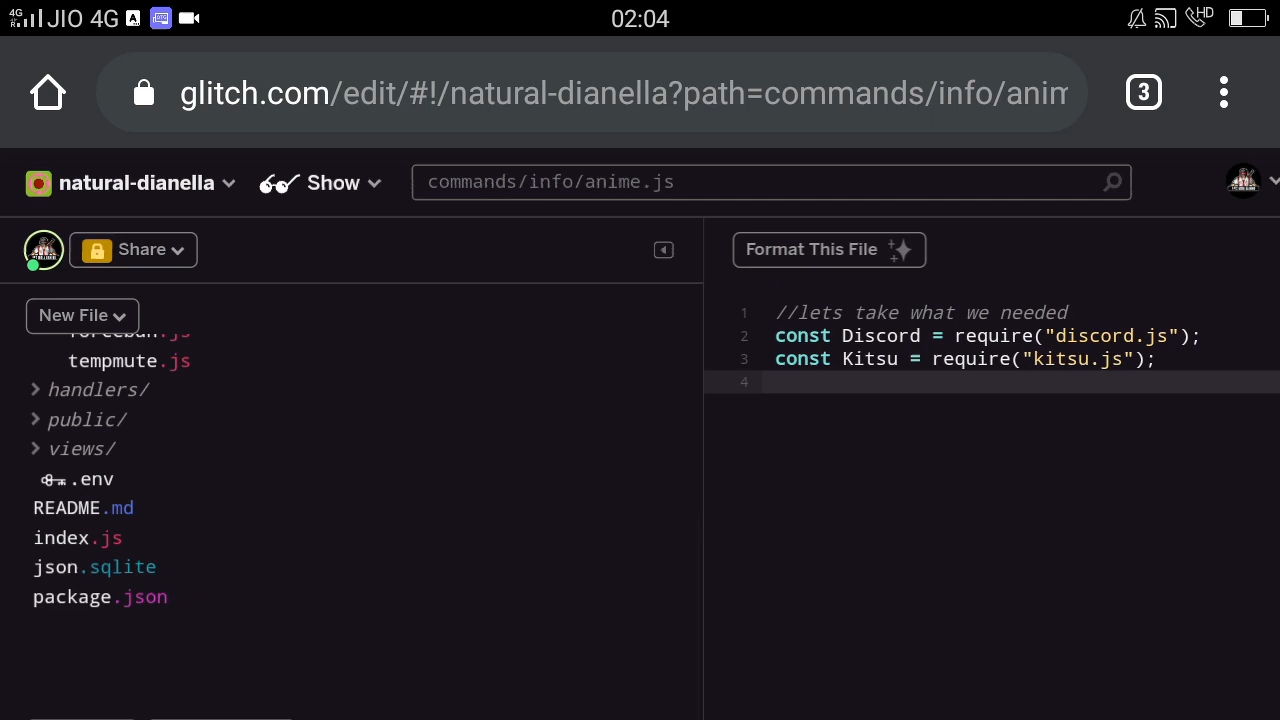 4G JIO 4G 02:04 HD
glitch.com/edit/#!/natural-dianella?path=commands/info/anim 3
natural-dianella Show commands/info/anime.js
Share
New File
tempmute.js
handlers/
public/
views/
.env
README.md
index.js
json.sqlite
package.json
Format This File
1 //lets take what we needed
2 const Discord = require("discord.js");
3 const Kitsu = require("kitsu.js");
4